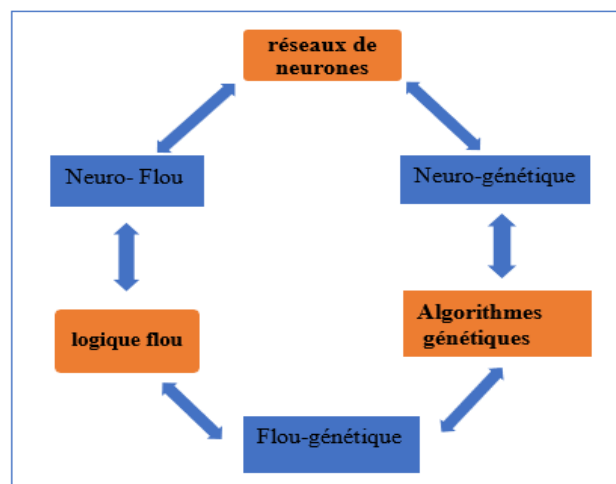 réseaux de
neurones
Neuro- Flou
Neuro-génétique
logique flou
Algorithmes
génétiques
Flou-génétique